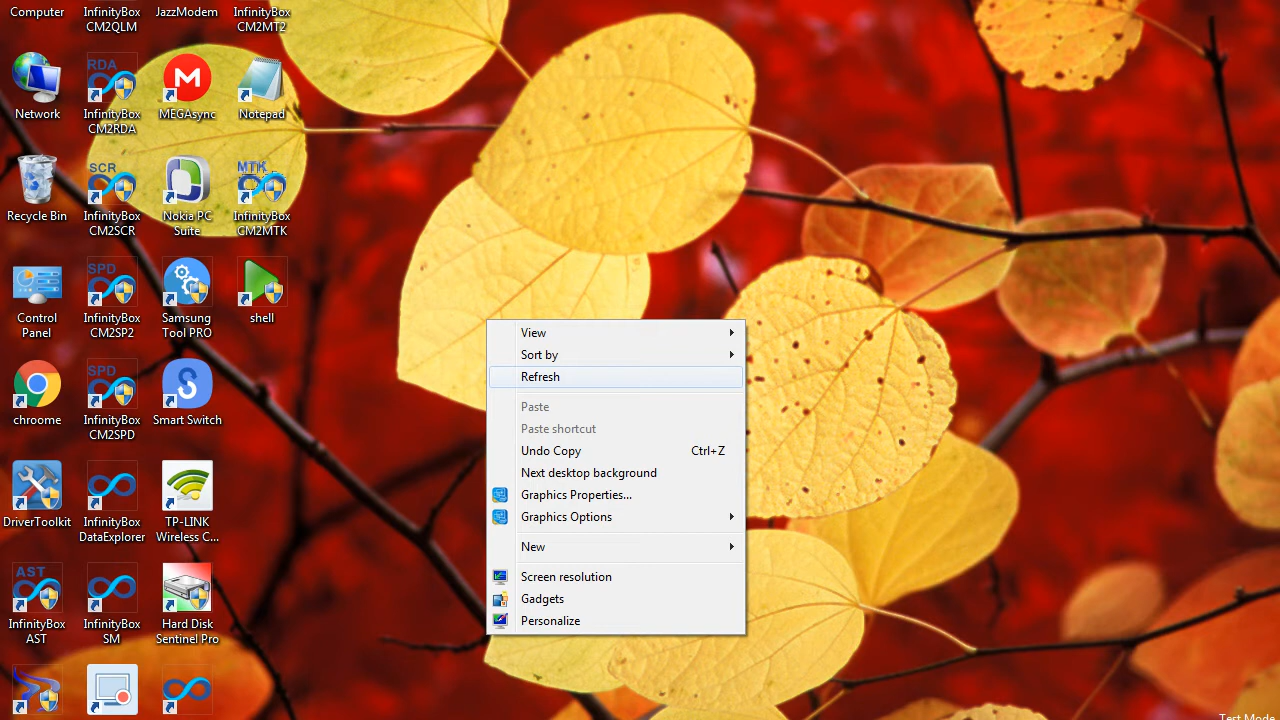 Computer
InfinityBox
CM2QLM
JazzModem
InfinityBox
CM2MT2
Network
RDA
InfinityBox
CM2RDA
MEGAsync
Notepad
Recycle Bin
SCR
InfinityBox
CM2SCR
Nokia PC
Suite
MTK
InfinityBox
CM2MTK
Control
Panel
SPD
InfinityBox
CM2SP2
Samsung
Tool PRO
shell
chroome
SPD
InfinityBox
CM2SPD
Smart Switch
DriverToolkit
InfinityBox
DataExplorer
TP-LINK
Wireless C...
AST
InfinityBox
AST
InfinityBox
SM
Hard Disk
Sentinel Pro
View
Sort by
Refresh
Paste
Paste shortcut
Undo Copy Ctrl+Z
Next desktop background
Graphics Properties...
Graphics Options
New
Screen resolution
Gadgets
Personalize
Test Mode